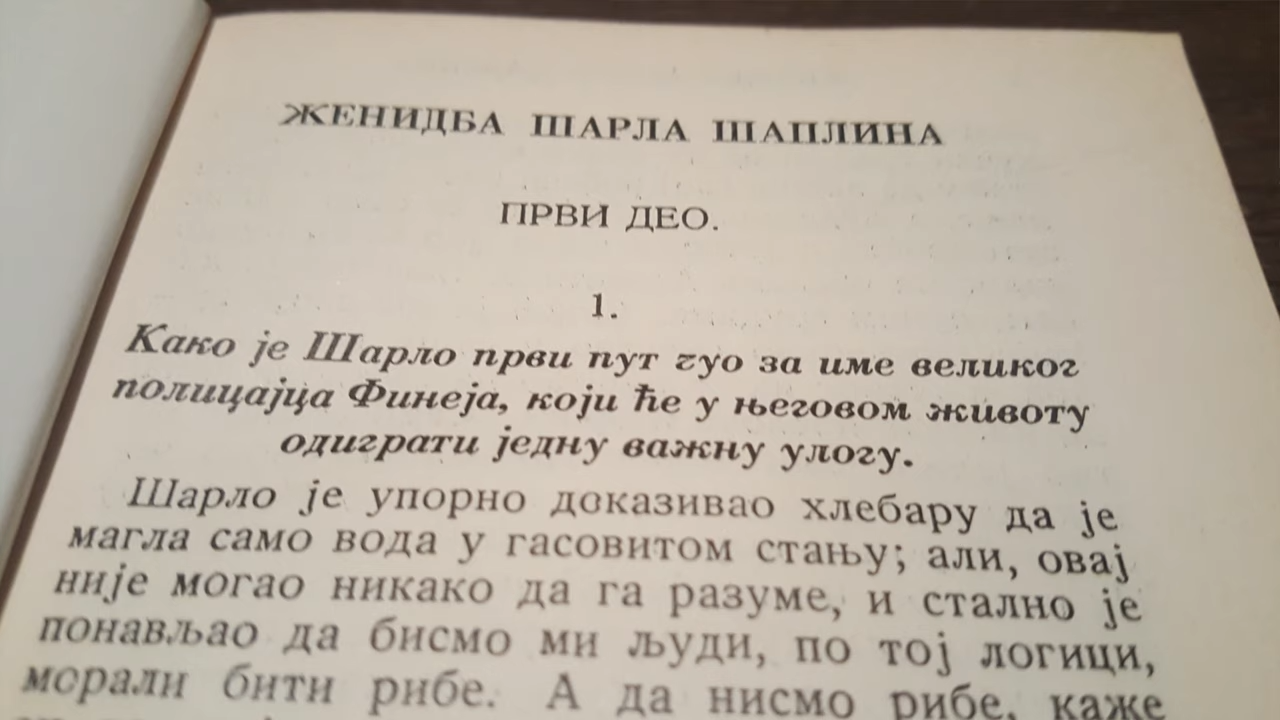 ЖЕНИДБА ШАРЛА ШАПЛИНА
ПРВИ ДЕО.
1.
Како је Шарло први пут чуо за име великог
полицајца Финеја, који ће у његовом животу
одиграти једну важну улогу.
Шарло је упорно доказивао хлебару да је
магла само вода у гасовитом стању; али, овај
није могао никако да га разуме, и стално је
понављао да бисмо ми људи, по тој логици,
морали бити рибе. А да нисмо рибе, каже